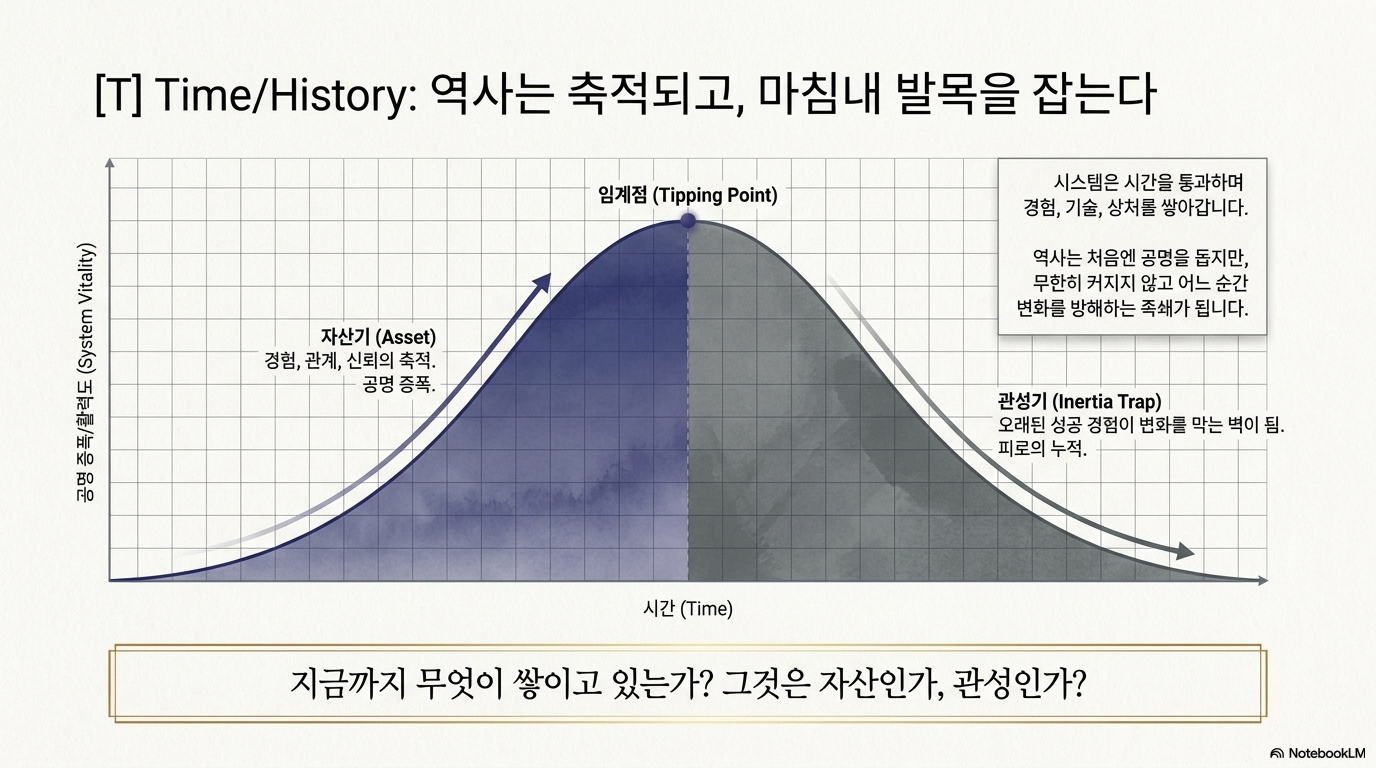 [T] Time/History: 역사는 축적되고, 마침내 발목을 잡는다
임계점 (Tipping Point)
시스템은 시간을 통과하며
경험, 기술, 상처를 쌓아갑니다.
역사는 처음엔 공명을 돕지만,
무한히 커지지 않고 어느 순간
변화를 방해하는 족쇄가 됩니다.
공명 증폭/활력도 (System Vitality)
자산기 (Asset)
경험, 관계, 신뢰의 축적.
공명 증폭.
관성기 (Inertia Trap)
오래된 성공 경험이 변화를 막는 벽이 됨.
피로의 누적.
시간 (Time)
지금까지 무엇이 쌓이고 있는가? 그것은 자산인가, 관성인가?
NotebookLM